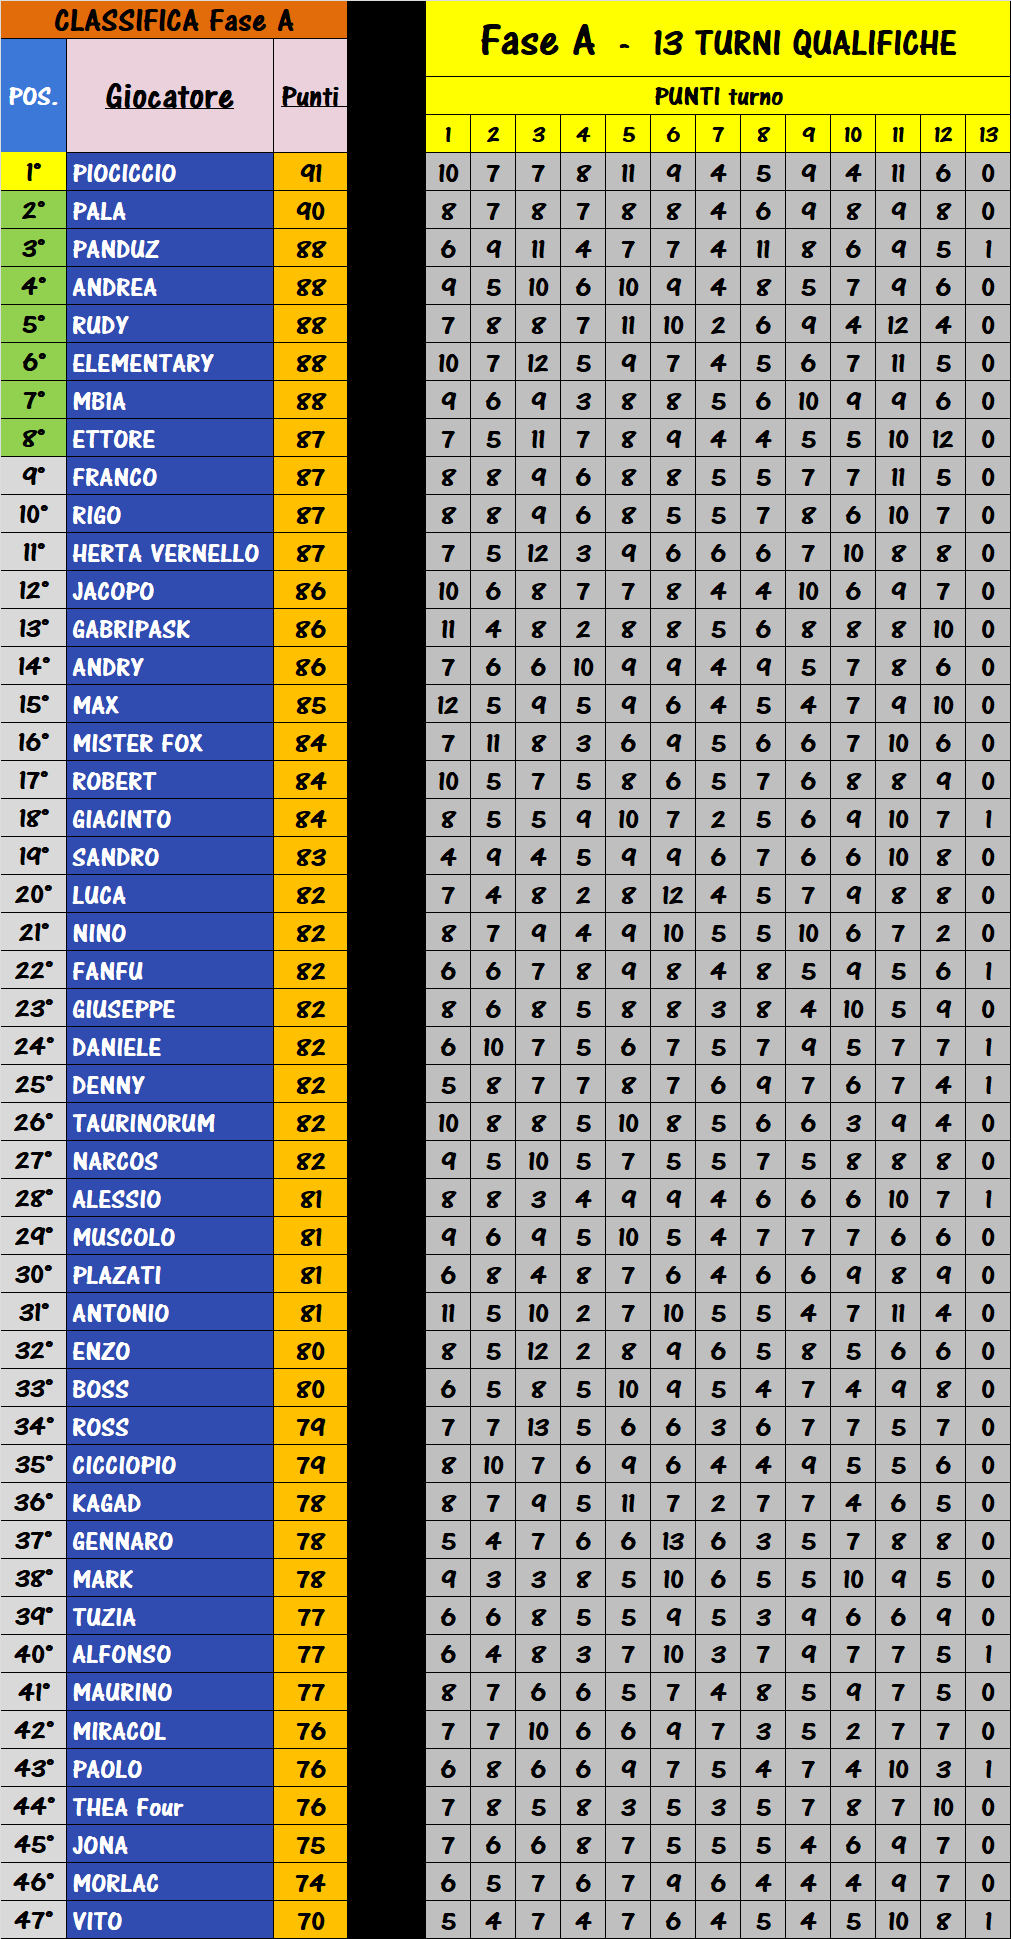 CLASSIFICA Fase A
Fase A - 13 TURNI QUALIFICHE
POS. Giocatore Punti
PUNTI turno
1 2 3 4 5 6 7 8 9 10 11 12 13
1° PIOCICCIO 91 10 7 7 8 11 9 4 5 9 4 11 6 0
2° PALA 90 8 7 8 7 8 8 4 6 9 8 9 8 0
3° PANDUZ 88 6 9 11 4 7 7 4 11 8 6 9 5 1
4° ANDREA 88 9 5 10 6 10 9 4 8 5 7 9 6 0
5° RUDY 88 7 8 8 7 11 10 2 6 9 4 12 4 0
6° ELEMENTARY 88 10 7 12 5 9 7 4 5 6 7 11 5 0
7° MBIA 88 9 6 9 3 8 8 5 6 10 9 9 6 0
8° ETTORE 87 7 5 11 7 8 9 4 4 5 5 10 12 0
9° FRANCO 87 8 8 9 6 8 8 5 5 7 7 11 5 0
10° RIGO 87 8 8 9 6 8 5 5 7 8 6 10 7 0
11° HERTA VERNELLO 87 7 5 12 3 9 6 6 6 7 10 8 8 0
12° JACOPO 86 10 6 8 7 7 8 4 4 10 6 9 7 0
13° GABRIPASK 86 11 4 8 2 8 8 5 6 8 8 8 10 0
14° ANDRY 86 7 6 6 10 9 9 4 9 5 7 8 6 0
15° MAX 85 12 5 9 5 9 6 4 5 4 7 9 10 0
16° MISTER FOX 84 7 11 8 3 6 9 5 6 6 7 10 6 0
17° ROBERT 84 10 5 7 5 8 6 5 7 6 8 8 9 0
18° GIACINTO 84 8 5 5 9 10 7 2 5 6 9 10 7 1
19° SANDRO 83 4 9 4 5 9 9 6 7 6 6 10 8 0
20° LUCA 82 7 4 8 2 8 12 4 5 7 9 8 8 0
21° NINO 82 8 7 9 4 9 10 5 5 10 6 7 2 0
22° FANFU 82 6 6 7 8 9 8 4 8 5 9 5 6 1
23° GIUSEPPE 82 8 6 8 5 8 8 3 8 4 10 5 9 0
24° DANIELE 82 6 10 7 5 6 7 5 7 9 5 7 7 1
25° DENNY 82 5 8 7 7 8 7 6 9 7 6 7 4 1
26° TAURINORUM 82 10 8 8 5 10 8 5 6 6 3 9 4 0
27° NARCOS 82 9 5 10 5 7 5 5 7 5 8 8 8 0
28° ALESSIO 81 8 8 3 4 9 9 4 6 6 6 10 7 1
29° MUSCOLO 81 9 6 9 5 10 5 4 7 7 7 6 6 0
30° PLAZATI 81 6 8 4 8 7 6 4 6 6 9 8 9 0
31° ANTONIO 81 11 5 10 2 7 10 5 5 4 7 11 4 0
32° ENZO 80 8 5 12 2 8 9 6 5 8 5 6 6 0
33° BOSS 80 6 5 8 5 10 9 5 4 7 4 9 8 0
34° ROSS 79 7 7 13 5 6 6 3 6 7 7 5 7 0
35° CICCIOPIO 79 8 10 7 6 9 6 4 4 9 5 5 6 0
36° KAGAD 78 8 7 9 5 11 7 2 7 7 4 6 5 0
37° GENNARO 78 5 4 7 6 6 13 6 3 5 7 8 8 0
38° MARK 78 9 3 3 8 5 10 6 5 5 10 9 5 0
39° TUZIA 77 6 6 8 5 5 9 5 3 9 6 6 9 0
40° ALFONSO 77 6 4 8 3 7 10 3 7 9 7 7 5 1
41° MAURINO 77 8 7 6 6 5 7 4 8 5 9 7 5 0
42° MIRACOL 76 7 7 10 6 6 9 7 3 5 2 7 7 0
43° PAOLO 76 6 8 6 6 9 7 5 4 7 4 10 3 1
44° THEA Four 76 7 8 5 8 3 5 3 5 7 8 7 10 0
45° JONA 75 7 6 6 8 7 5 5 5 4 6 9 7 0
46° MORLAC 74 6 5 7 6 7 9 6 4 4 4 9 7 0
47° VITO 70 5 4 7 4 7 6 4 5 4 5 10 8 1